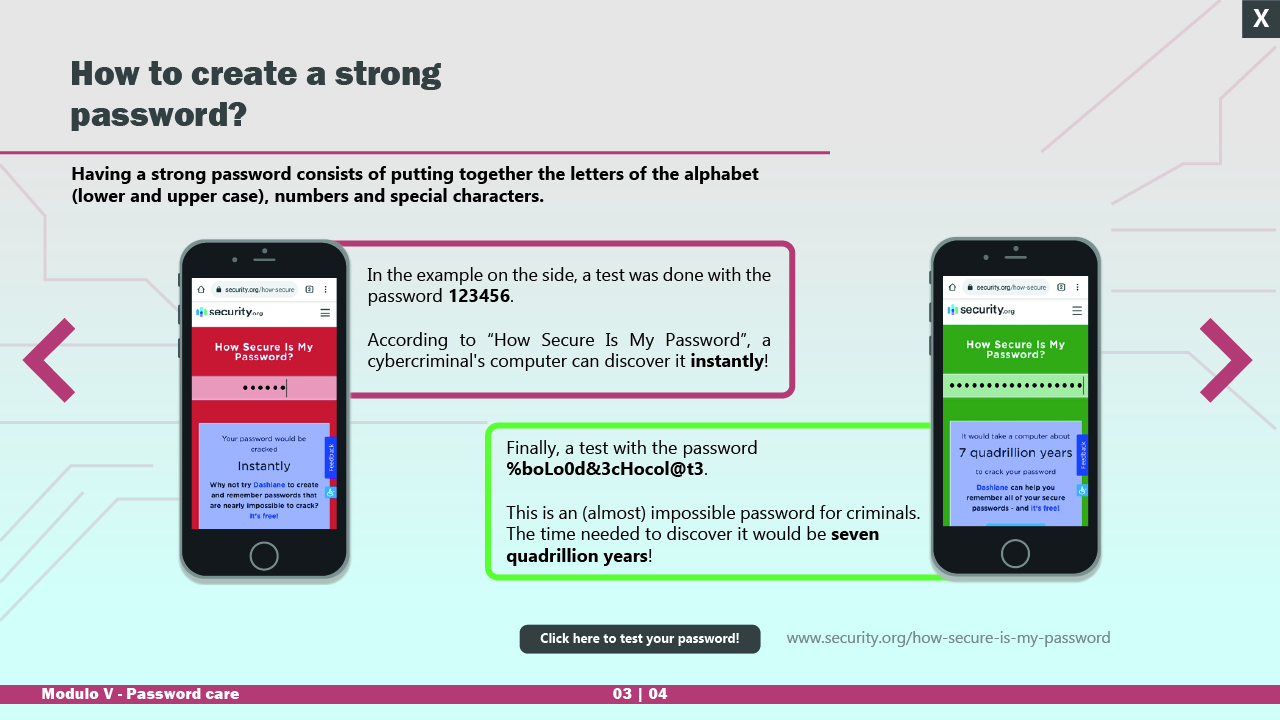 X
How to create a strong
password?
Having a strong password consists of putting together the letters of the alphabet
(lower and upper case), numbers and special characters.
security.org/how-secure
2
security.org
How Secure Is My
Password?
••••••
Your password would be
cracked
Instantly
Why not try Dashlane to create
and remember passwords that
are nearly impossible to crack?
It's free!
Feedback
In the example on the side, a test was done with the
password 123456.
According to “How Secure Is My Password”, a
cybercriminal's computer can discover it instantly!
Finally, a test with the password
%boLo0d&3cHocol@t3.
This is an (almost) impossible password for criminals.
The time needed to discover it would be seven
quadrillion years!
security.org/how-secure
security.org
How Secure Is My
Password?
••••••••••••••••••
It would take a computer about
7 quadrillion years
to crack your password
Dashlane can help you
remember all of your secure
passwords - and it's free!
Feedback
Click here to test your password!
www.security.org/how-secure-is-my-password
Modulo V - Password care
03 | 04